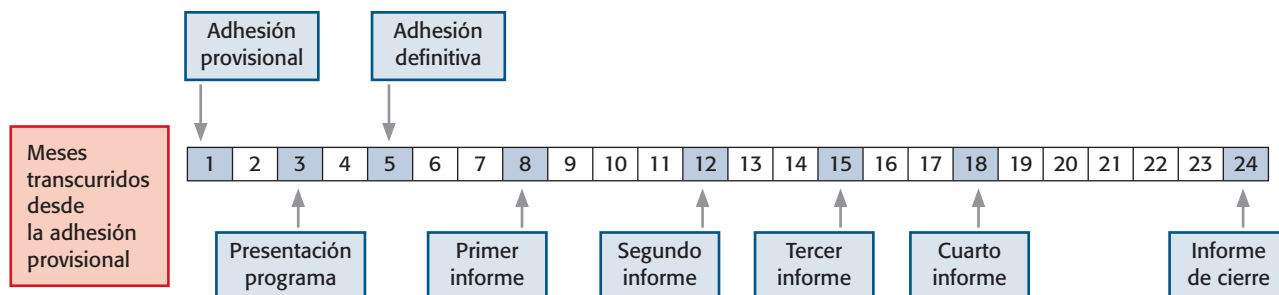 Adhesión
provisional
Adhesión
definitiva
Meses
transcurridos
desde
la adhesión
provisional
1 2 3 4 5 6 7 8 9 10 11 12 13 14 15 16 17 18 19 20 21 22 23 24
Presentación
programa
Primer
informe
Segundo
informe
Tercer
informe
Cuarto
informe
Informe
de cierre